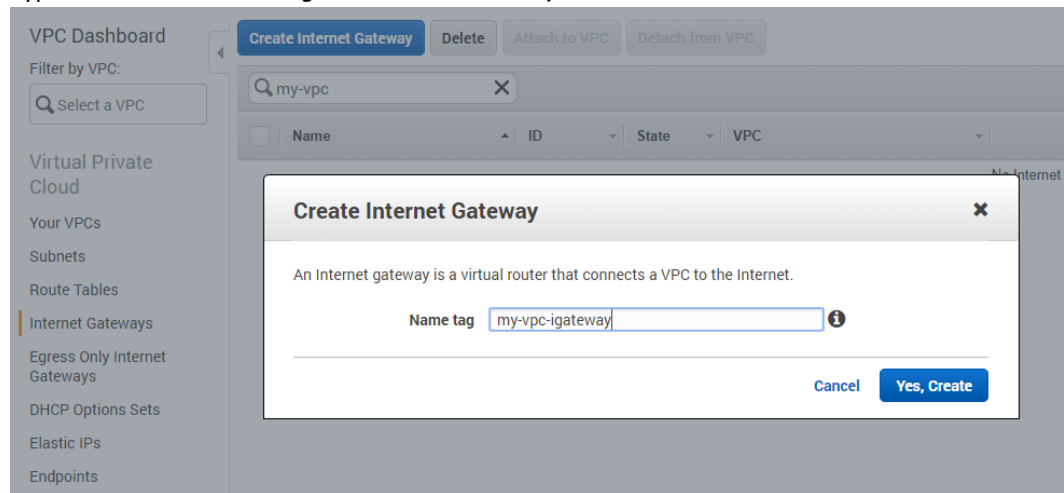 VPC Dashboard
Filter by VPC:
Select a VPC
Virtual Private
Cloud
Your VPCs
Subnets
Route Tables
Internet Gateways
Egress Only Internet
Gateways
DHCP Options Sets
Elastic IPs
Endpoints
Create Internet Gateway Delete Attach to VPC Detach from VPC
my-vpc
Name ID State VPC
No Internet
Create Internet Gateway
An Internet gateway is a virtual router that connects a VPC to the Internet.
Name tag my-vpc-igateway
Cancel Yes, Create